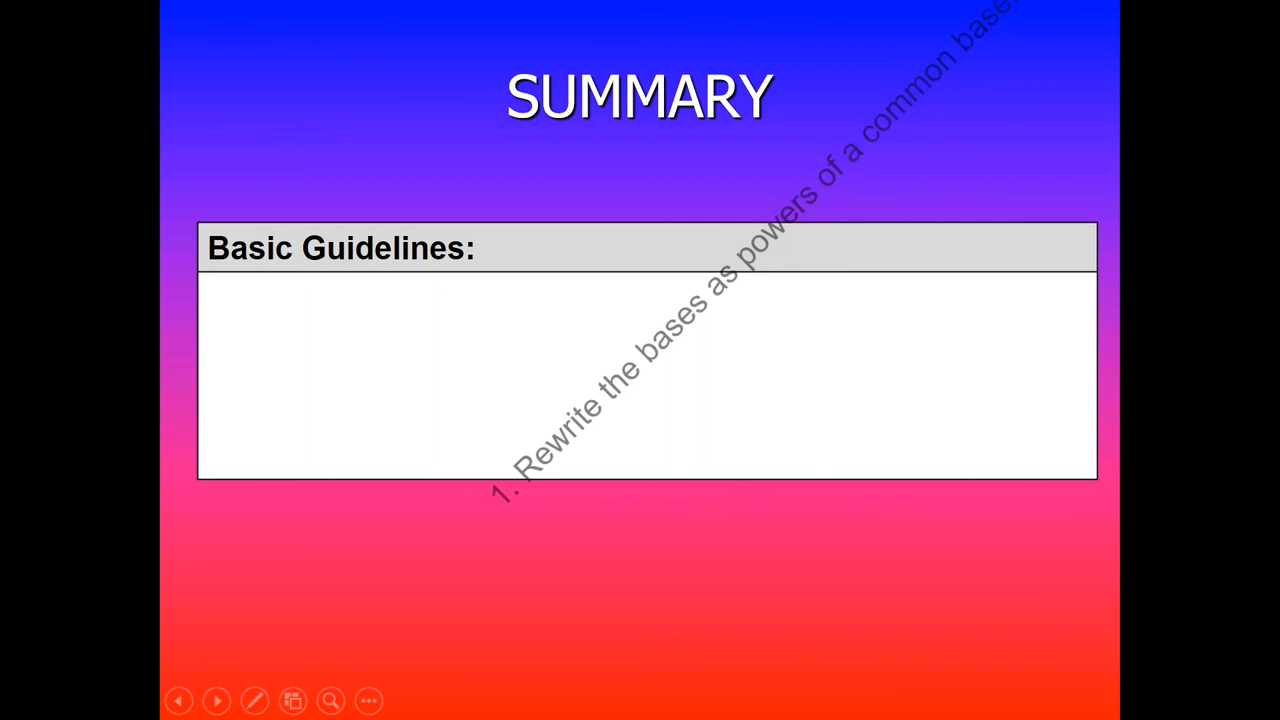 SUMMARY
Basic Guidelines:
1. Rewrite the bases as powers of a common base.